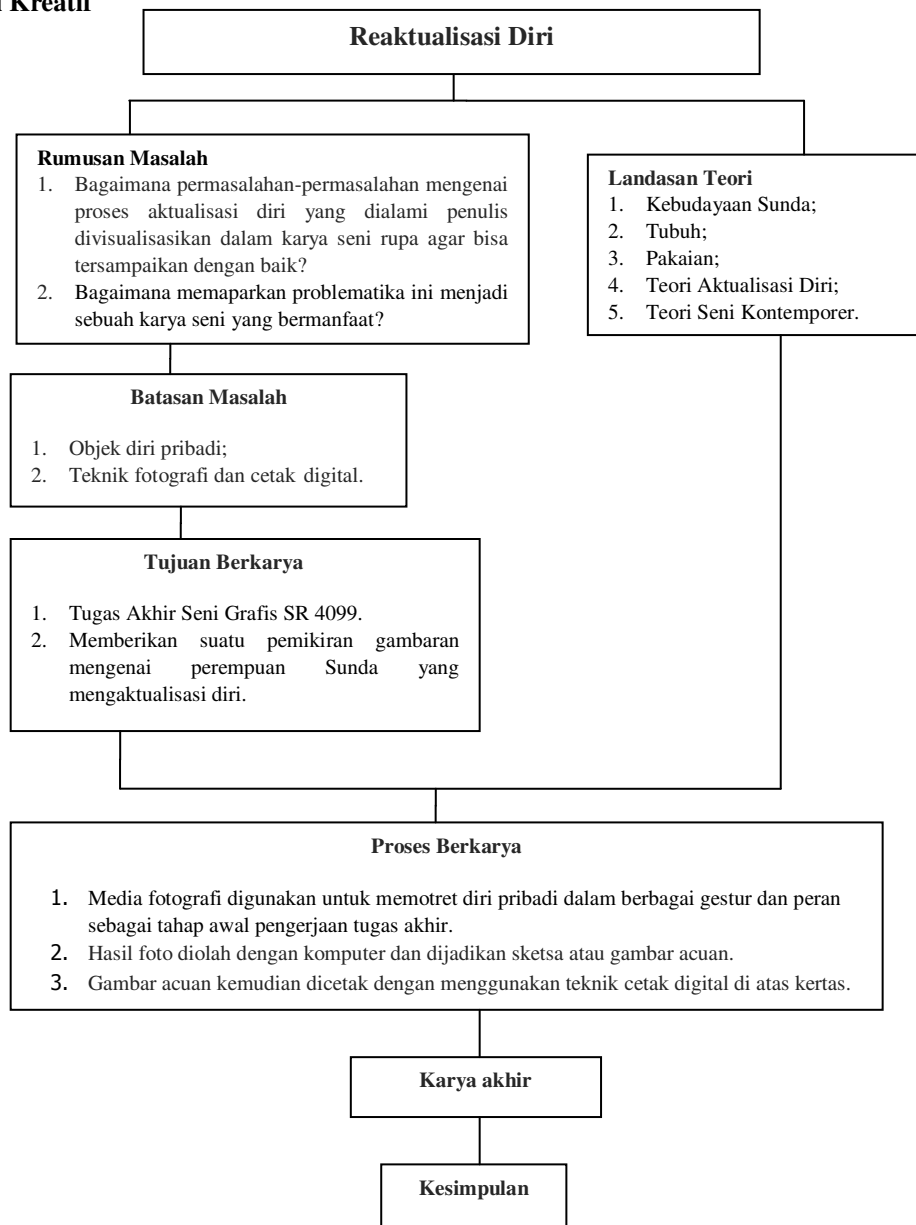 Kreatif
Reaktualisasi Diri
Rumusan Masalah
1. Bagaimana permasalahan-permasalahan mengenai
proses aktualisasi diri yang dialami penulis
divisualisasikan dalam karya seni rupa agar bisa
tersampaikan dengan baik?
2. Bagaimana memaparkan problematika ini menjadi
sebuah karya seni yang bermanfaat?
Landasan Teori
1. Kebudayaan Sunda;
2. Tubuh;
3. Pakaian;
4. Teori Aktualisasi Diri;
5. Teori Seni Kontemporer.
Batasan Masalah
1. Objek diri pribadi;
2. Teknik fotografi dan cetak digital.
Tujuan Berkarya
1. Tugas Akhir Seni Grafis SR 4099.
2. Memberikan suatu pemikiran gambaran
mengenai perempuan Sunda yang
mengaktualisasi diri.
Proses Berkarya
1. Media fotografi digunakan untuk memotret diri pribadi dalam berbagai gestur dan peran
sebagai tahap awal pengerjaan tugas akhir.
2. Hasil foto diolah dengan komputer dan dijadikan sketsa atau gambar acuan.
3. Gambar acuan kemudian dicetak dengan menggunakan teknik cetak digital di atas kertas.
Karya akhir
Kesimpulan